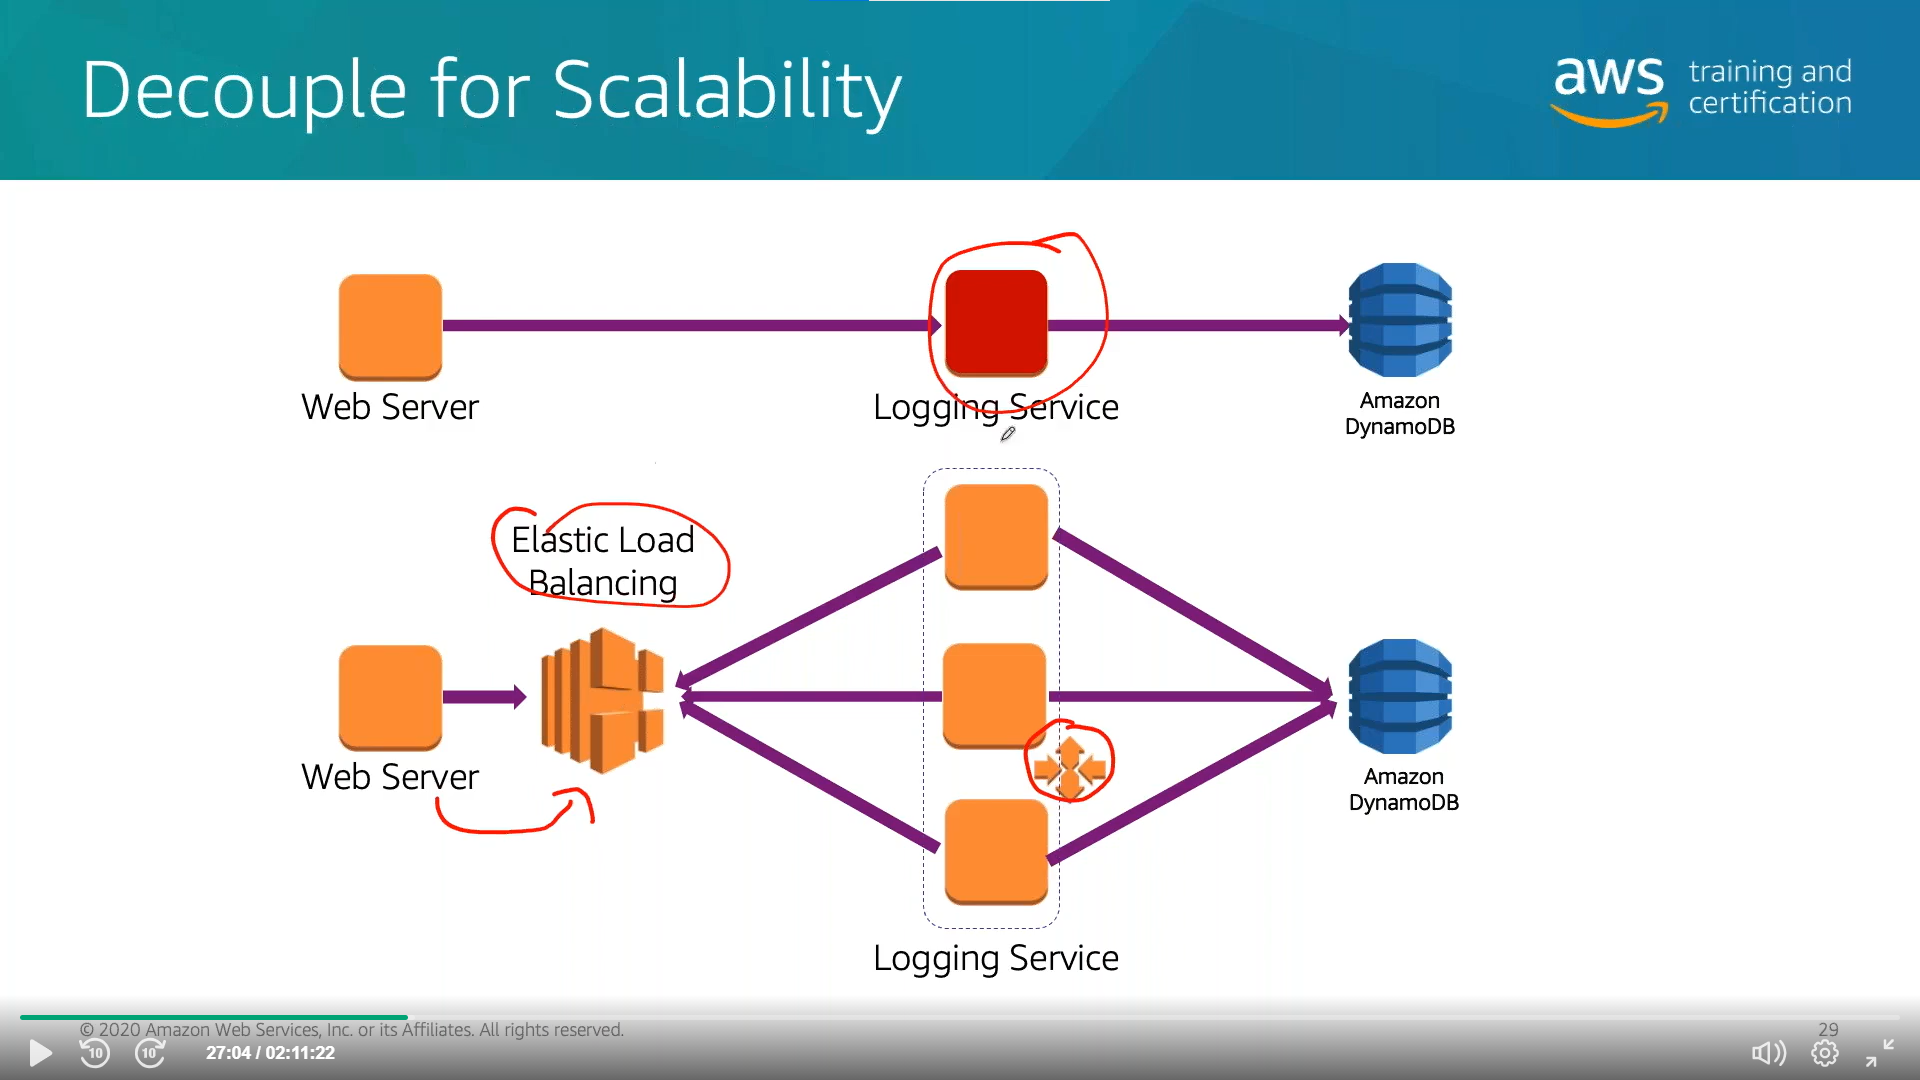 Decouple for Scalability
aws training and
certification
Web Server
Logging Service
Amazon
DynamoDB
Elastic Load
Balancing
Web Server
Amazon
DynamoDB
Logging Service
© 2020 Amazon Web Services, Inc. or its Affiliates. All rights reserved.
29
10
10
27:04 / 02:11:22